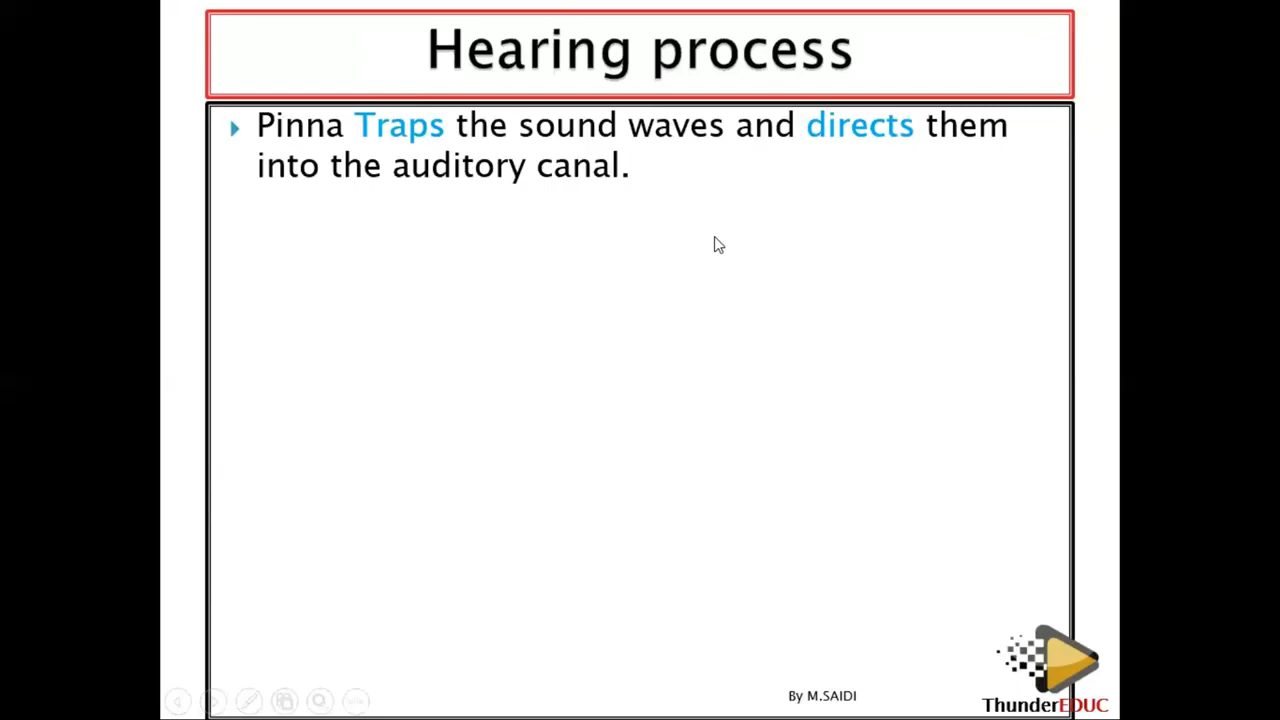 Hearing process
Pinna Traps the sound waves and directs them
into the auditory canal.
By M.SAIDI
ThunderEDUC